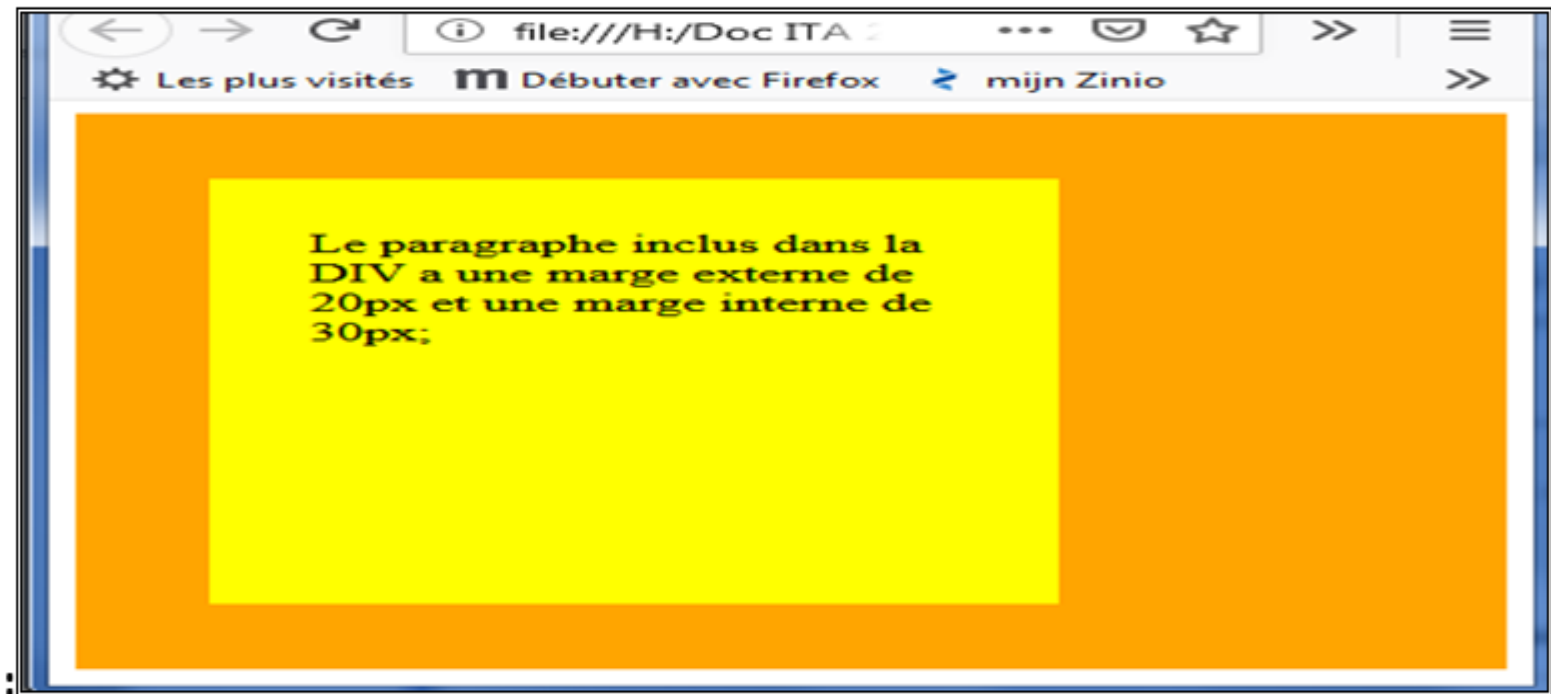 file:///H:/Doc ITA
Les plus visités m Débuter avec Firefox mijn Zinio
Le paragraphe inclus dans la
DIV a une marge externe de
20px et une marge interne de
30px;
: